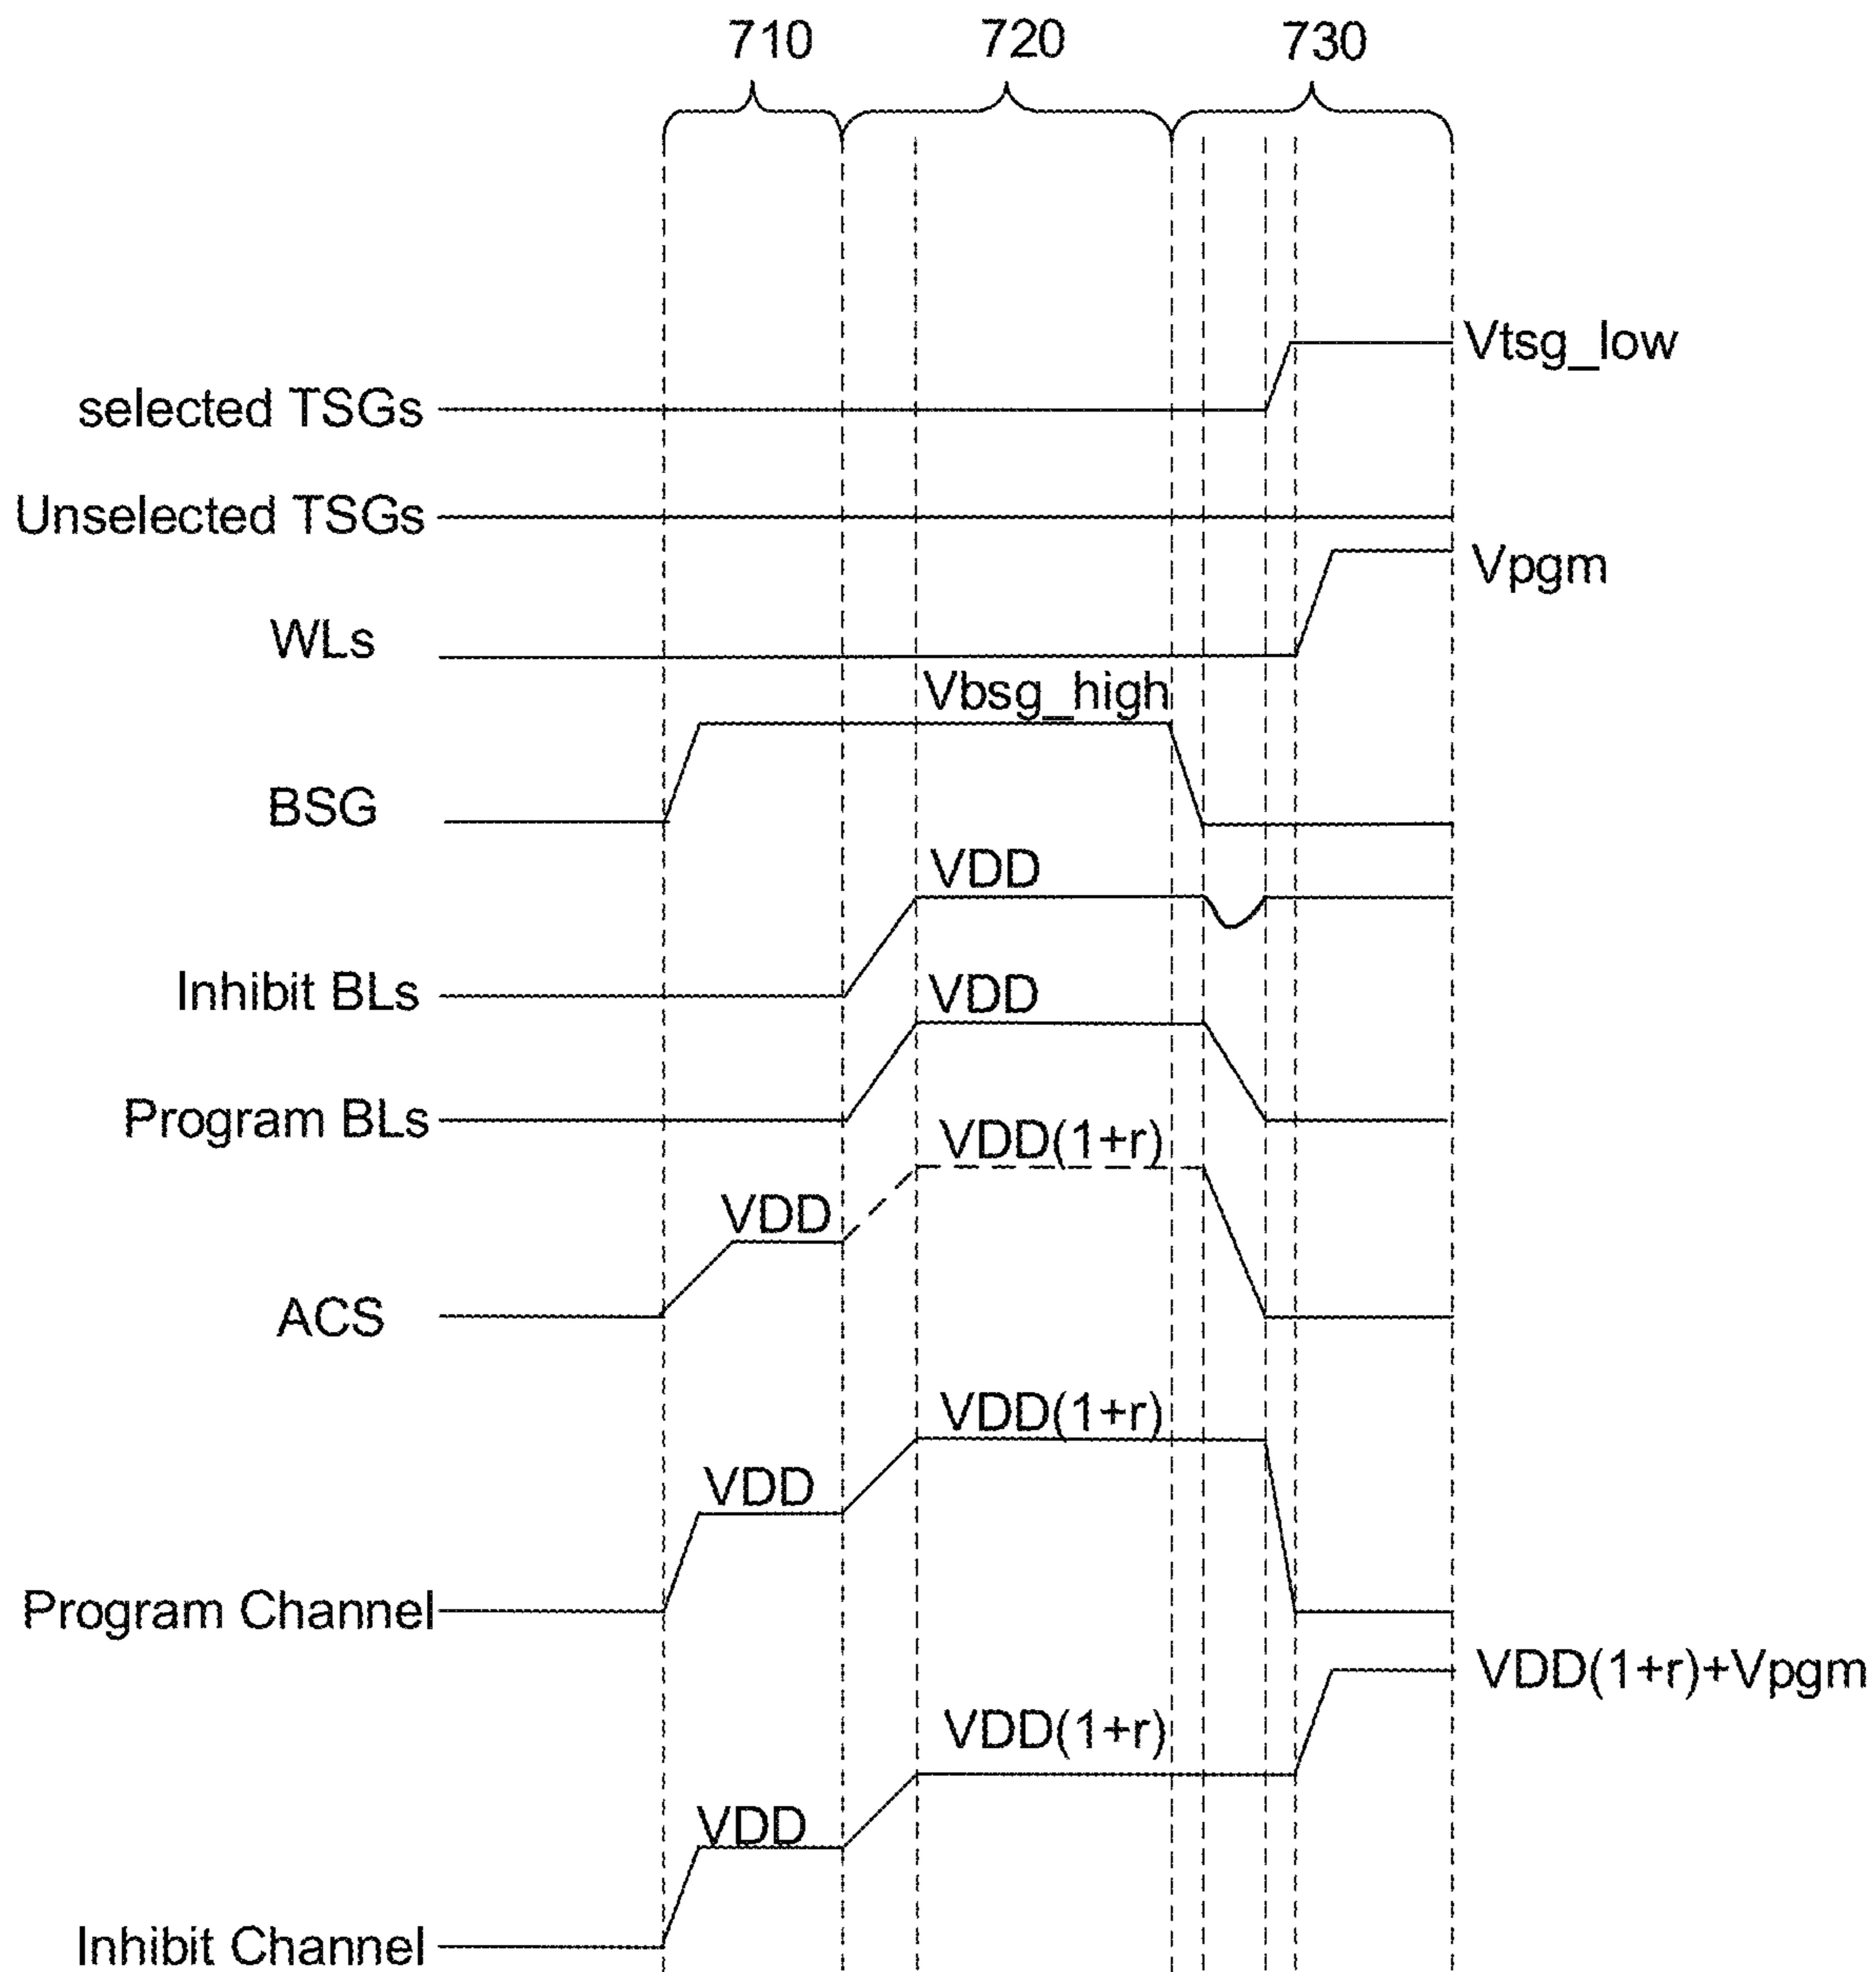 710 720 730
Vtsg_low
selected TSGs
Unselected TSGs
Vpgm
WLs
Vbsg_high
BSG
VDD
Inhibit BLs
VDD
Program BLs
VDD(1+r)
VDD
ACS
VDD(1+r)
VDD
Program Channel
VDD(1+r)+Vpgm
VDD(1+r)
VDD
Inhibit Channel